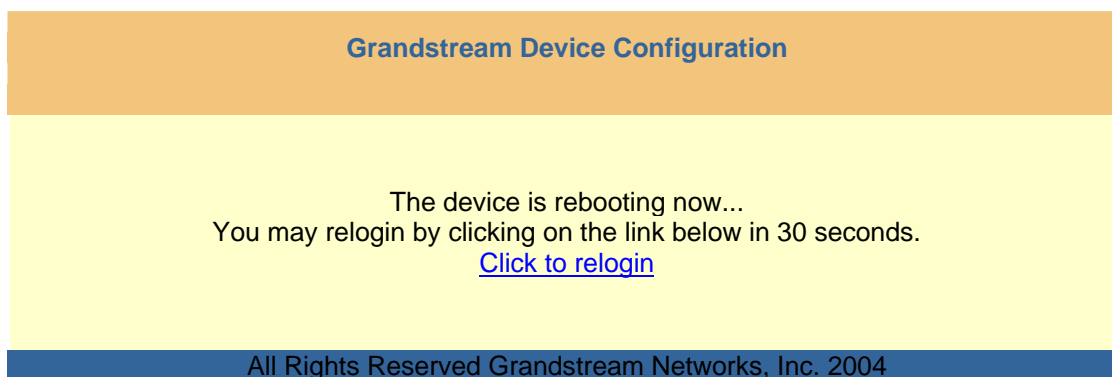 Grandstream Device Configuration
The device is rebooting now...
You may relogin by clicking on the link below in 30 seconds.
Click to relogin
All Rights Reserved Grandstream Networks, Inc. 2004